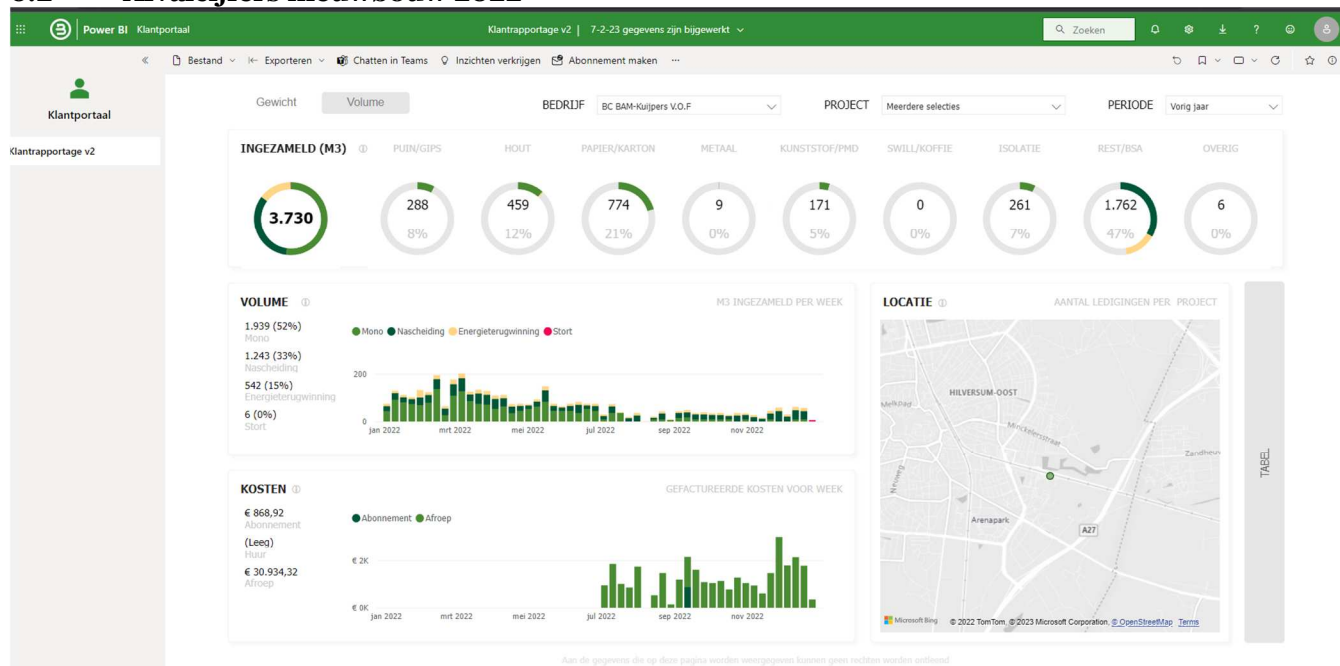 Power BI Klantportaal
Klantrapportage v2 | 7-2-23 gegevens zijn bijgewerkt
Zoeken
Bestand Exporteren Chatten in Teams Inzichten verkrijgen Abonnement maken ...
Klantportaal
Klantrapportage v2
Gewicht Volume
BEDRIJF BC BAM-Kuijpers V.O.F
PROJECT Meerdere selecties
PERIODE Vorig jaar
INGEZAMELD (M3) PUIN/GIPS HOUT PAPIER/KARTON METAAL KUNSTSTOF/PMD SWILL/KOFFIE ISOLATIE REST/BSA OVERIG
3.730 288 459 774 9 171 0 261 1.762 6
8% 12% 21% 0% 5% 0% 7% 47% 0%
VOLUME
M3 INGEZAMELD PER WEEK
1.939 (52%)
Mono
1.243 (33%)
Nascheiding
542 (15%)
Energieterugwinning
6 (0%)
Stort
Mono Nascheiding Energieterugwinning Stort
200
0
jan 2022 mrt 2022 mei 2022 jul 2022 sep 2022 nov 2022
KOSTEN
GEFACTUREERDE KOSTEN VOOR WEEK
€ 868,92
Abonnement
(Leeg)
Huur
€ 30.934,32
Afroep
Abonnement Afroep
€ 2K
€ 0K
jan 2022 mrt 2022 mei 2022 jul 2022 sep 2022 nov 2022
LOCATIE
AANTAL LEDIGINGEN PER PROJECT
HILVERSUM-OOST
Melkpad
Minckelersstraat
Zandheuv
Neuweg
Arenapark
A27
Microsoft Bing © 2022 TomTom, © 2023 Microsoft Corporation, © OpenStreetMap Terms
TABEL
Aan de gegevens die op deze pagina worden weergegeven kunnen geen rechten worden ontleend